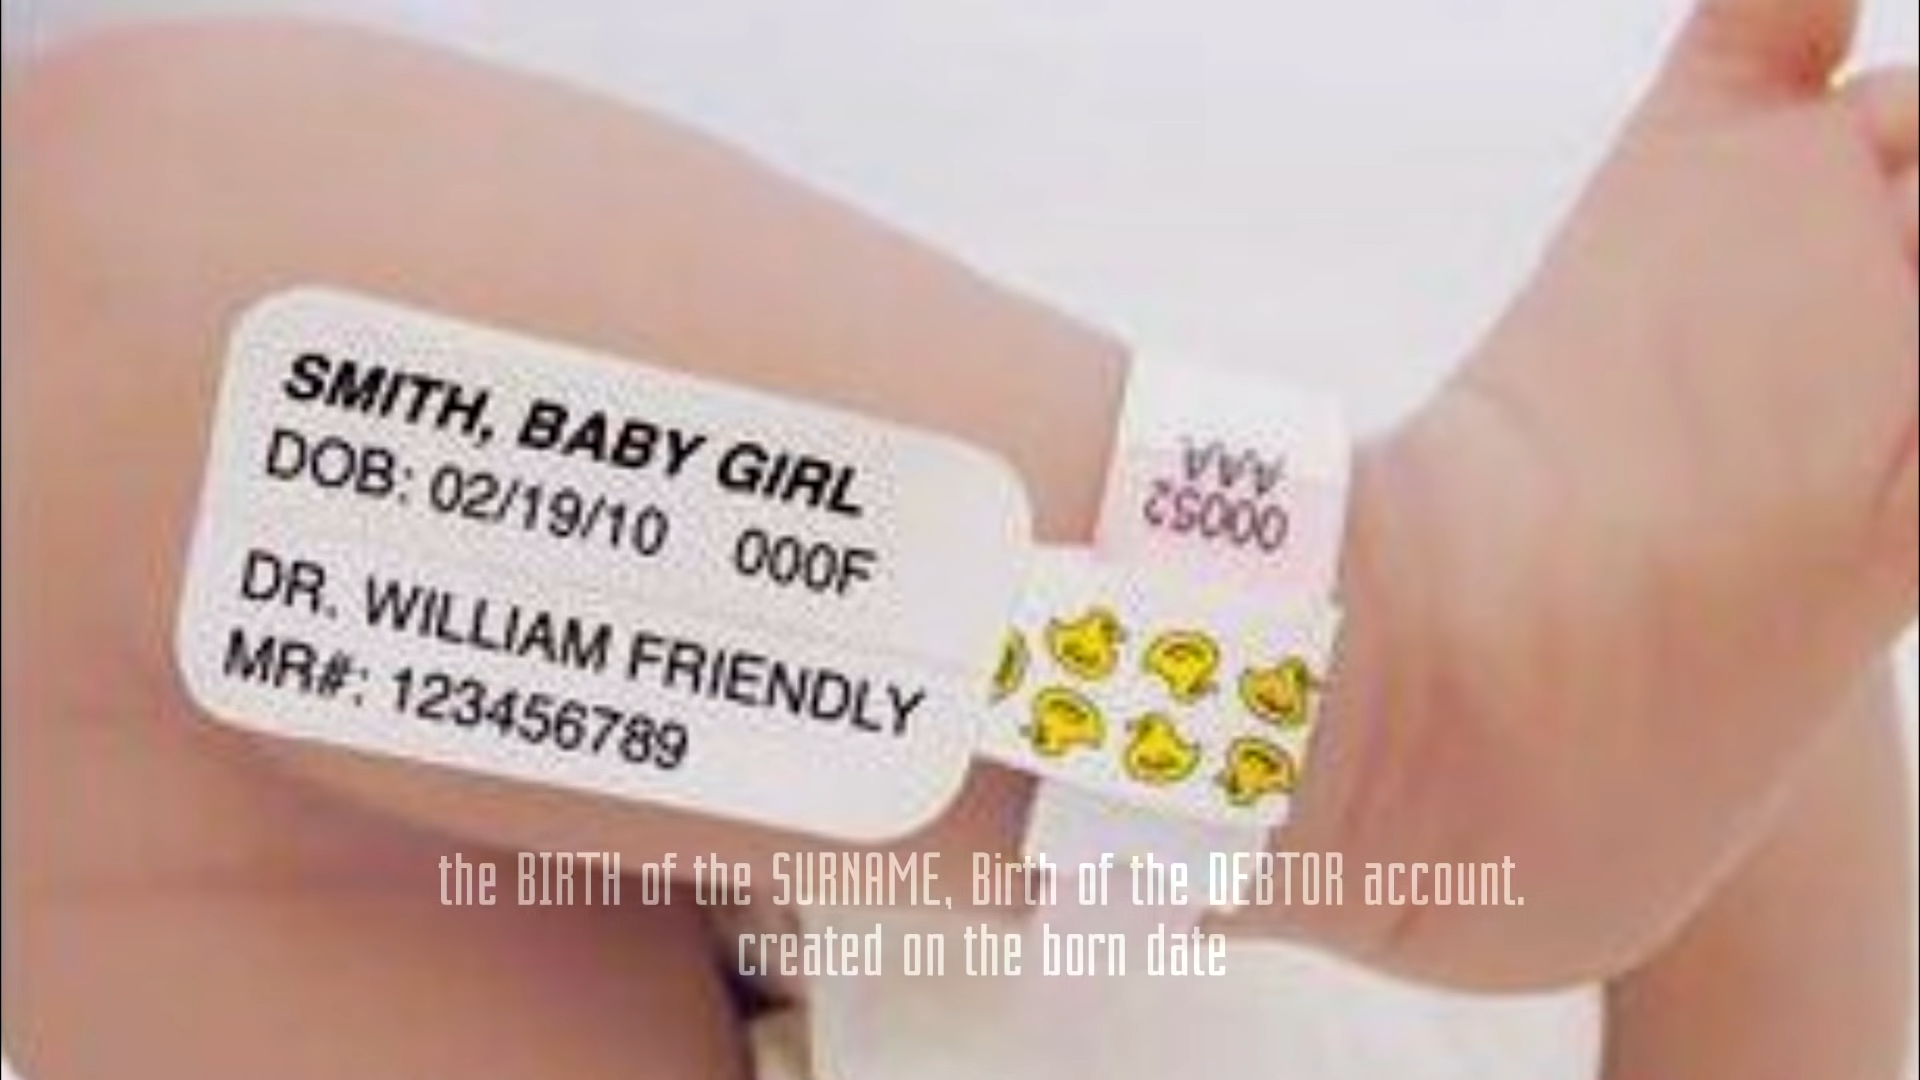 SMITH, BABY GIRL
DOB: 02/19/10 000F
DR. WILLIAM FRIENDLY
MR#: 123456789
AAA
00052
the BIRTH of the SURNAME, Birth of the DEBTOR account.
created on the born date